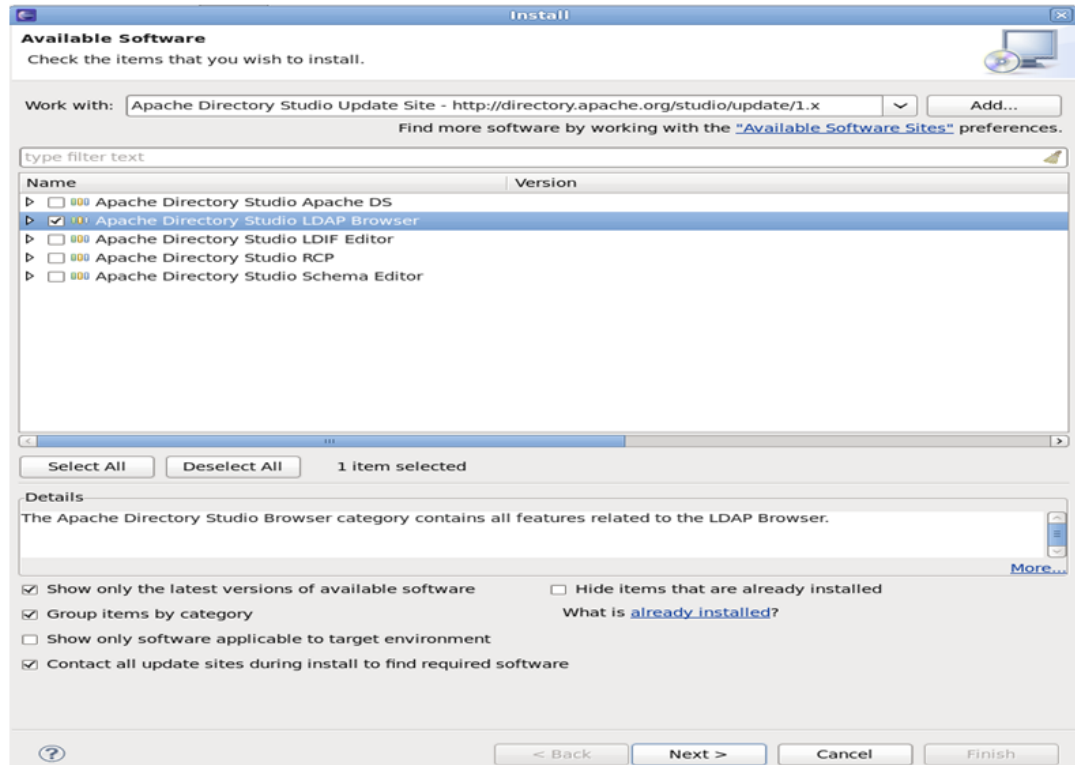 Install
Available Software
Check the items that you wish to install.
Work with: Apache Directory Studio Update Site - http://directory.apache.org/studio/update/1.x Add...
Find more software by working with the "Available Software Sites" preferences.
type filter text
Name Version
Apache Directory Studio Apache DS
Apache Directory Studio LDAP Browser
Apache Directory Studio LDIF Editor
Apache Directory Studio RCP
Apache Directory Studio Schema Editor
Select All Deselect All 1 item selected
Details
The Apache Directory Studio Browser category contains all features related to the LDAP Browser.
More...
Show only the latest versions of available software Hide items that are already installed
Group items by category What is already installed?
Show only software applicable to target environment
Contact all update sites during install to find required software
? < Back Next > Cancel Finish